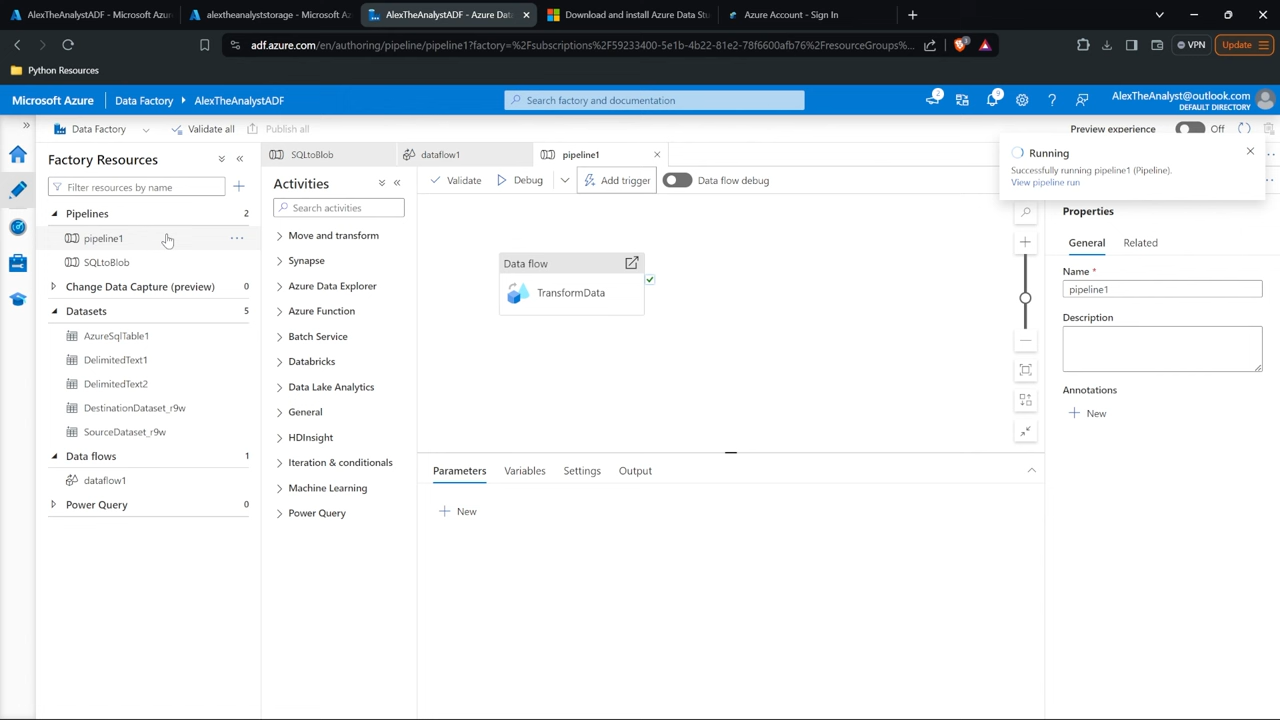 AlexTheAnalystADF - Microsoft Azu
alextheanalyststorage - Microsoft Az
AlexTheAnalystADF - Azure Dat
Download and install Azure Data Stu
Azure Account - Sign In
adf.azure.com/en/authoring/pipeline/pipeline1?factory=%2Fsubscriptions%2F59233400-5e1b-4b22-81e2-78f6600afb76%2FresourceGroups%...
VPN
Update
Python Resources
Microsoft Azure
Data Factory
AlexTheAnalystADF
Search factory and documentation
2
9
AlexTheAnalyst@outlook.com
DEFAULT DIRECTORY
Data Factory
Validate all
Publish all
Preview experience
Off
Factory Resources
Filter resources by name
Pipelines 2
pipeline1
SQLtoBlob
Change Data Capture (preview) 0
Datasets 5
AzureSqlTable1
DelimitedText1
DelimitedText2
DestinationDataset_r9w
SourceDataset_r9w
Data flows 1
dataflow1
Power Query 0
SQLtoBlob
dataflow1
pipeline1
Activities
Search activities
Move and transform
Synapse
Azure Data Explorer
Azure Function
Batch Service
Databricks
Data Lake Analytics
General
HDInsight
Iteration & conditionals
Machine Learning
Power Query
Validate
Debug
Add trigger
Data flow debug
Data flow
TransformData
Parameters
Variables
Settings
Output
New
Running
Successfully running pipeline1 (Pipeline).
View pipeline run
Properties
General
Related
Name *
pipeline1
Description
Annotations
New